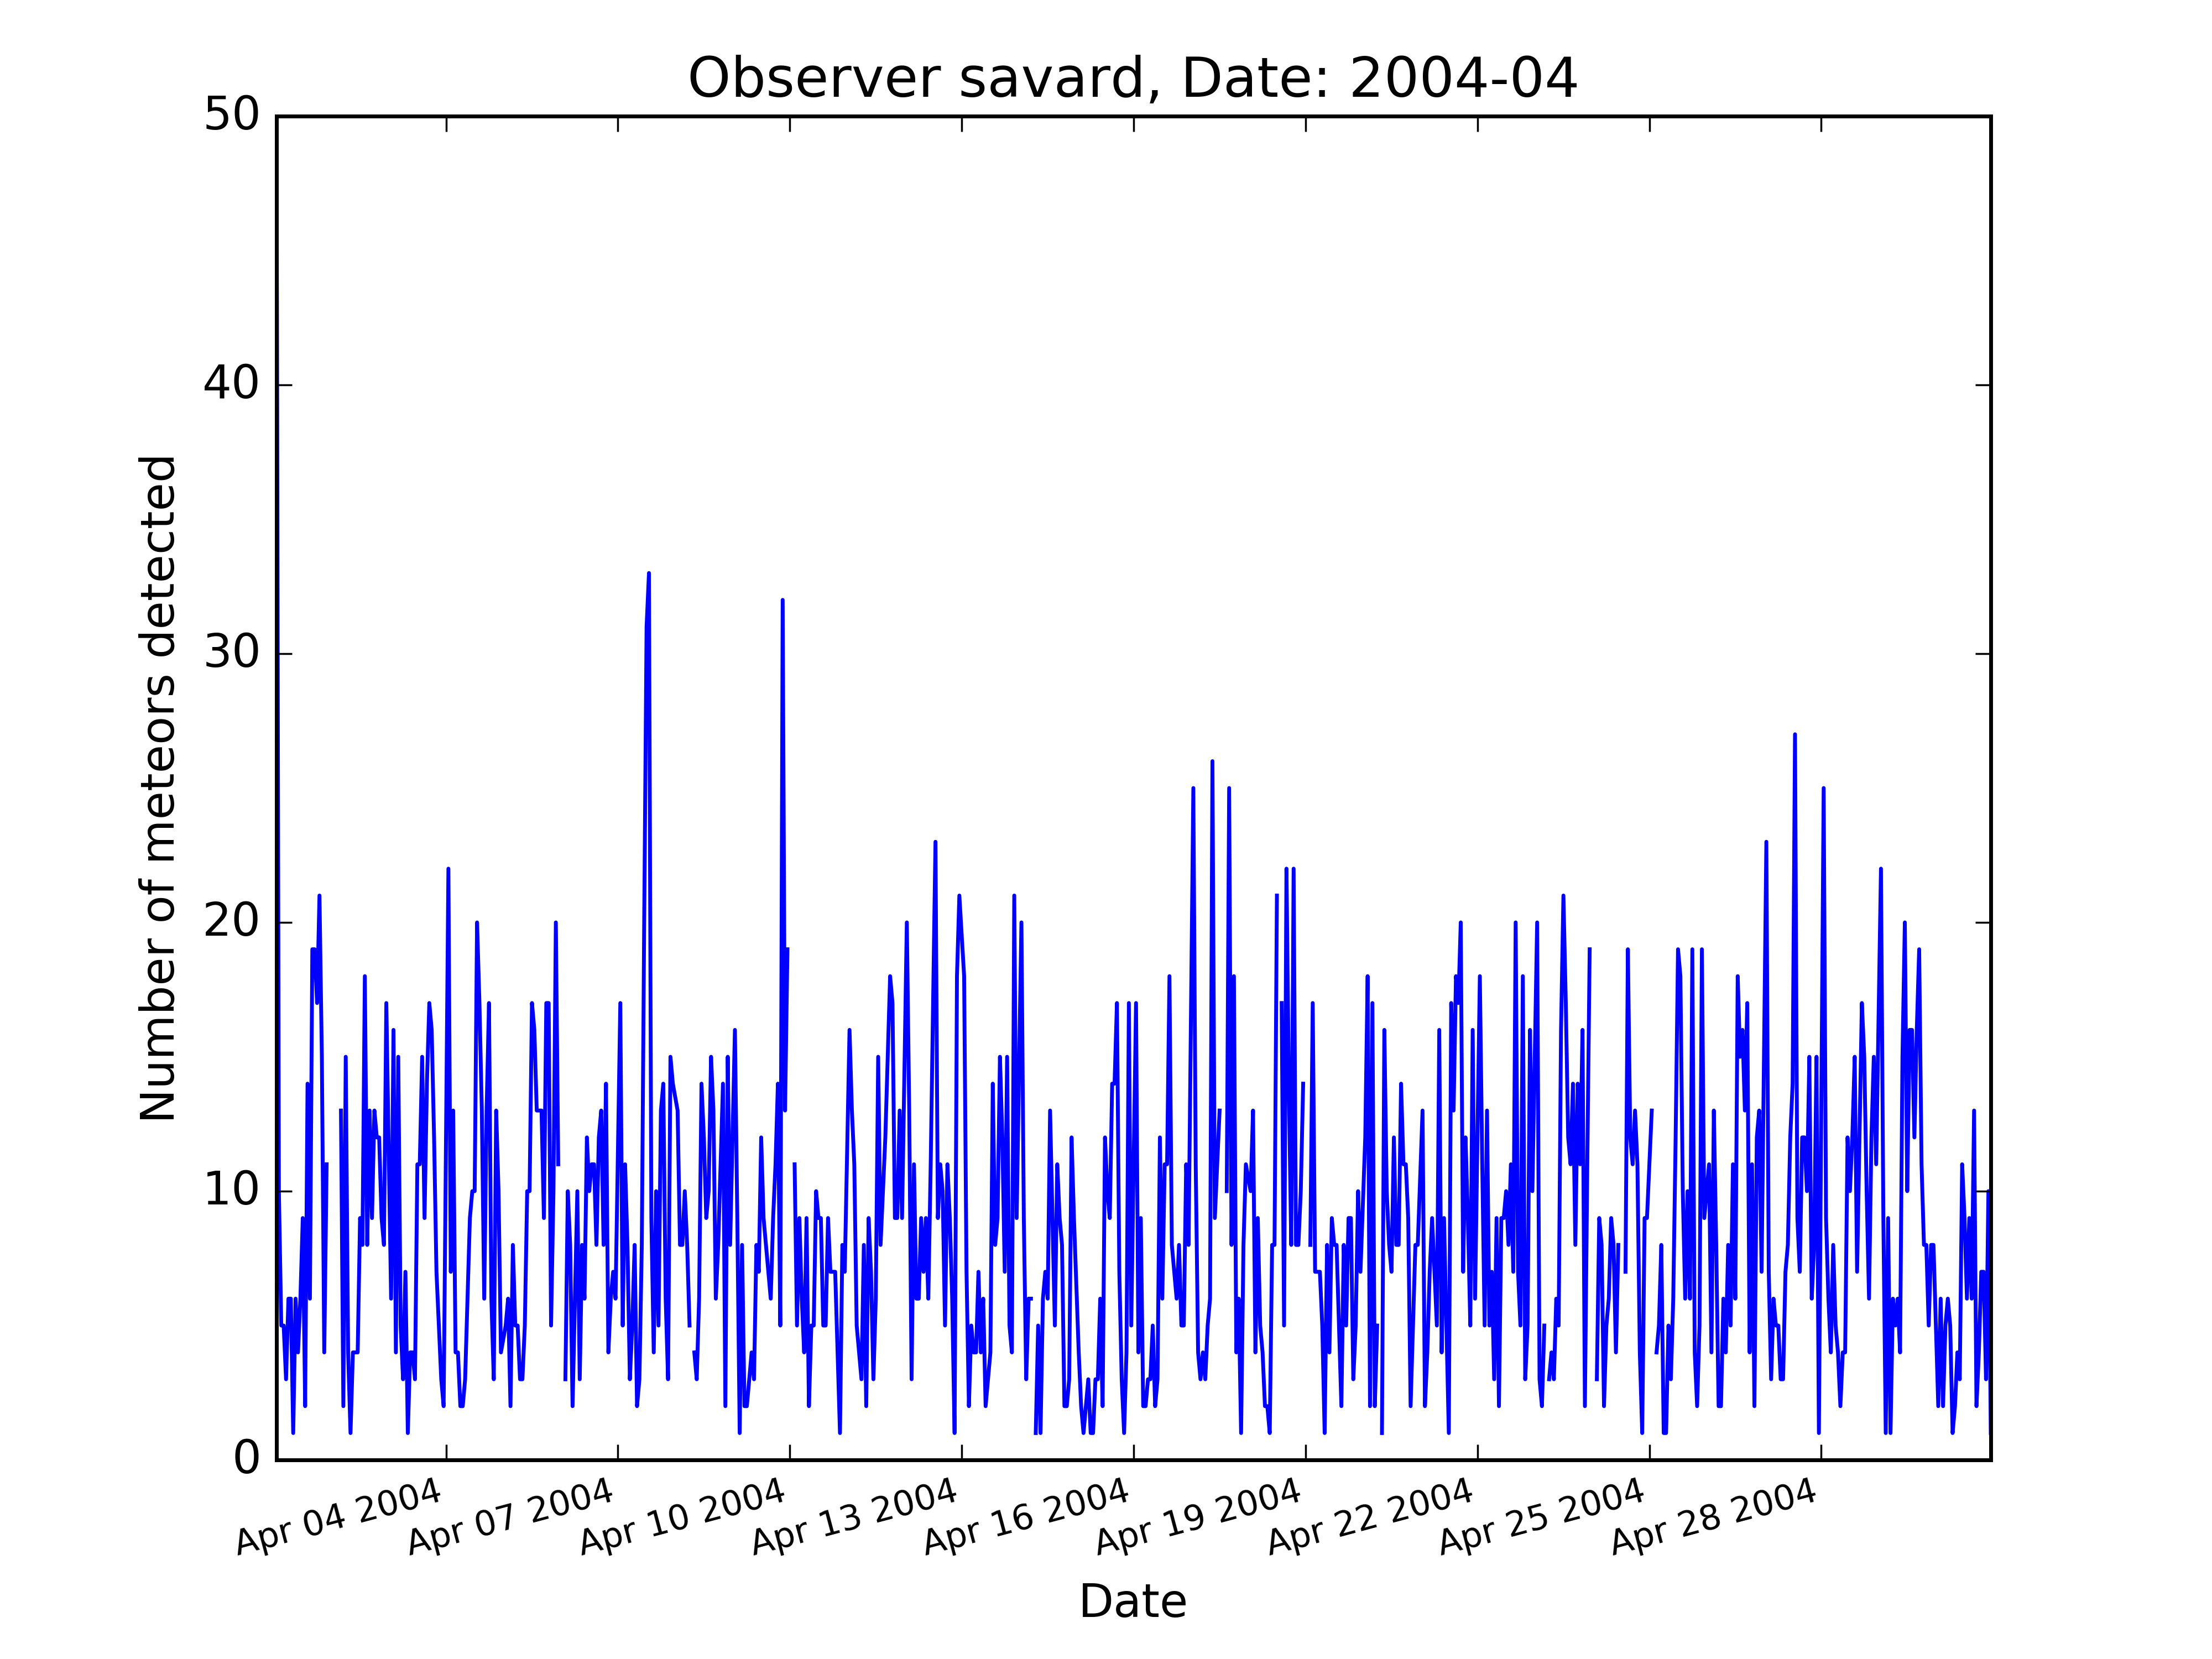 Observer savard, Date: 2004-04
50
40
30
20
10
0
Number of meteors detected
Apr 04 2004
Apr 07 2004
Apr 10 2004
Apr 13 2004
Apr 16 2004
Apr 19 2004
Apr 22 2004
Apr 25 2004
Apr 28 2004
Date